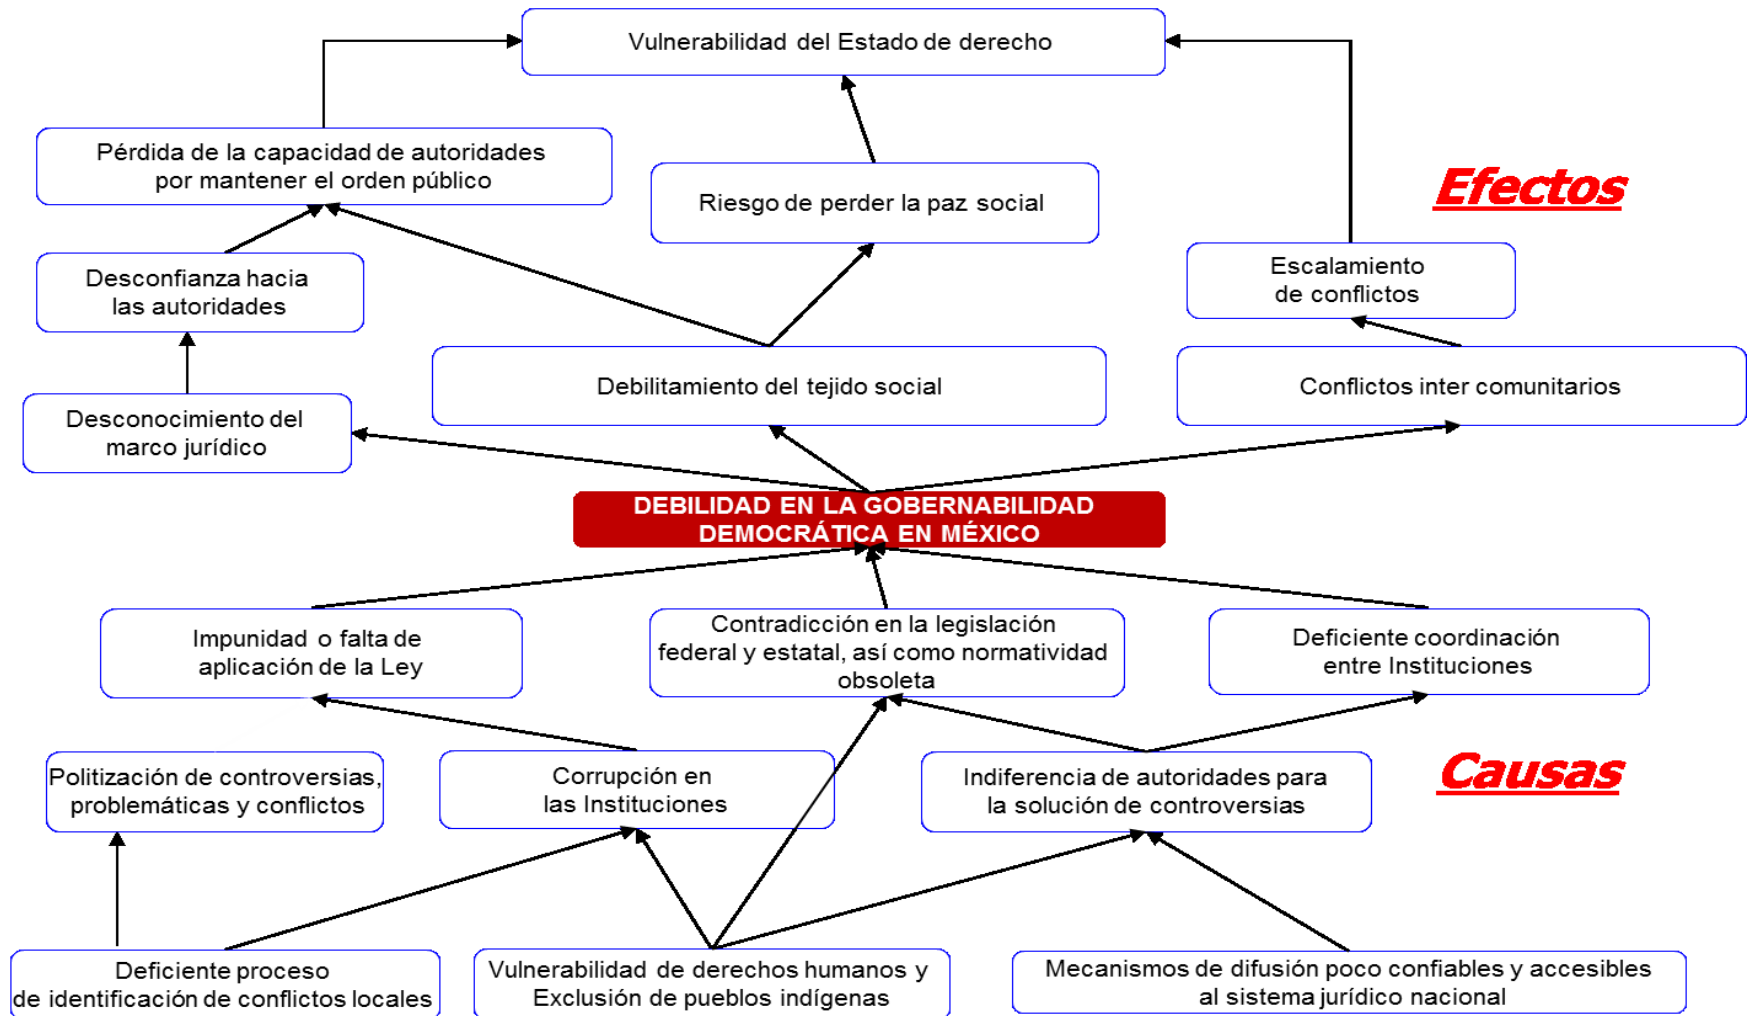 Vulnerabilidad del Estado de derecho
Pérdida de la capacidad de autoridades
por mantener el orden público
Riesgo de perder la paz social
Efectos
Desconfianza hacia
las autoridades
Escalamiento
de conflictos
Debilitamiento del tejido social
Conflictos inter comunitarios
Desconocimiento del
marco jurídico
DEBILIDAD EN LA GOBERNABILIDAD
DEMOCRÁTICA EN MÉXICO
Impunidad o falta de
aplicación de la Ley
Contradicción en la legislación
federal y estatal, así como normatividad
obsoleta
Deficiente coordinación
entre Instituciones
Politización de controversias,
problemáticas y conflictos
Corrupción en
las Instituciones
Indiferencia de autoridades para
la solución de controversias
Causas
Deficiente proceso
de identificación de conflictos locales
Vulnerabilidad de derechos humanos y
Exclusión de pueblos indígenas
Mecanismos de difusión poco confiables y accesibles
al sistema jurídico nacional